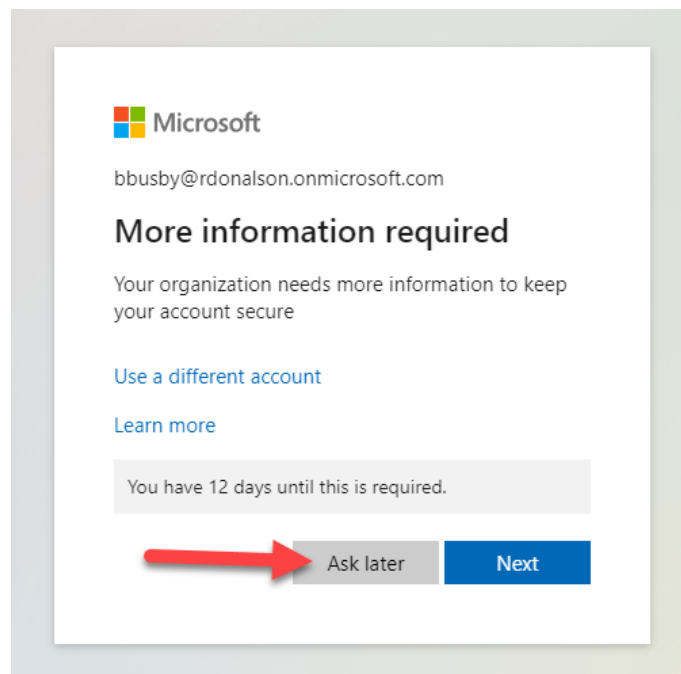 Microsoft
bbusby@rdonalson.onmicrosoft.com
More information required
Your organization needs more information to keep
your account secure
Use a different account
Learn more
You have 12 days until this is required.
Ask later
Next